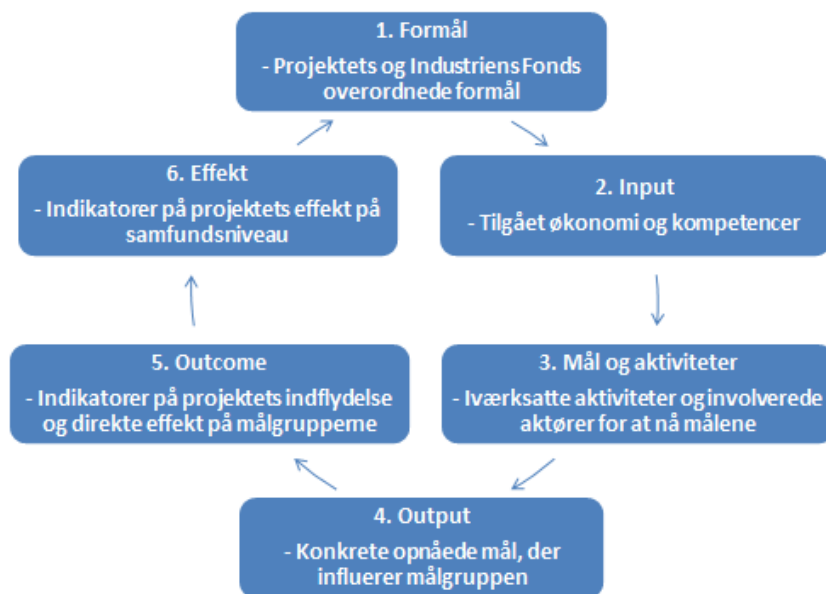 1. Formål
- Projektets og Industriens Fonds
overordnede formål
2. Input
- Tilgået økonomi og kompetencer
3. Mål og aktiviteter
- Iværksatte aktiviteter og involverede
aktører for at nå målene
4. Output
- Konkrete opnåede mål, der
influerer målgruppen
5. Outcome
- Indikatorer på projektets indflydelse
og direkte effekt på målgrupperne
6. Effekt
- Indikatorer på projektets effekt på
samfundsniveau